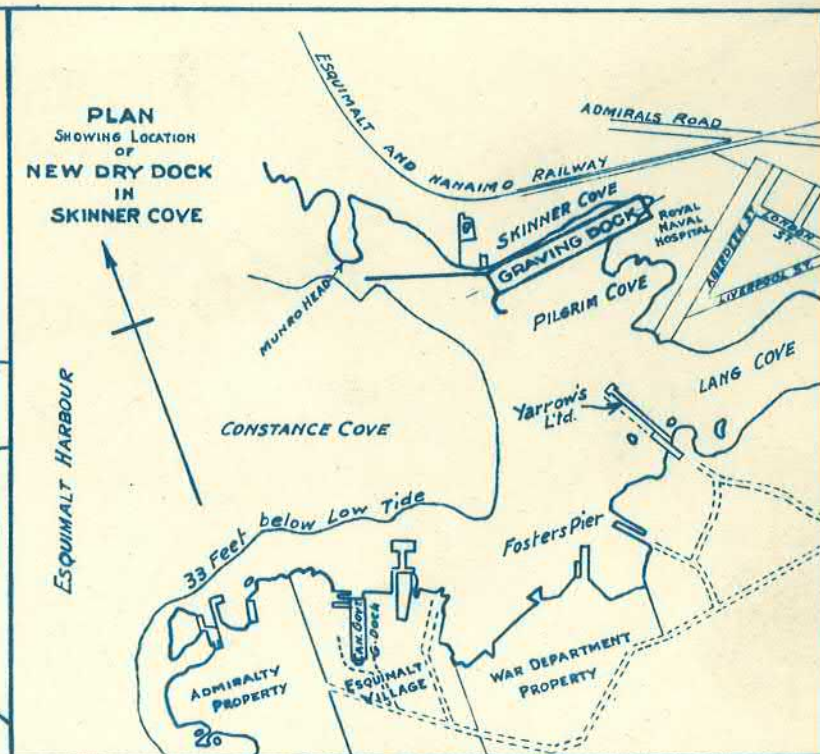 PLAN
SHOWING LOCATION
OF
NEW DRY DOCK
IN
SKINNER COVE
ESQUIMALT AND NANAIMO RAILWAY
ADMIRALS ROAD
SKINNER COVE
GRAVING DOCK
ROYAL
NAVAL
HOSPITAL
ABERDEEN ST.
LONDON
ST.
LIVERPOOL ST.
MUNRO HEAD
PILGRIM COVE
LANG COVE
ESQUIMALT HARBOUR
CONSTANCE COVE
Yarrow's
L'td.
33 Feet below Low Tide
Fosters Pier
CAN. GOVT.
G. DOCK
ADMIRALTY
PROPERTY
ESQUINALT
VILLAGE
WAR DEPARTMENT
PROPERTY